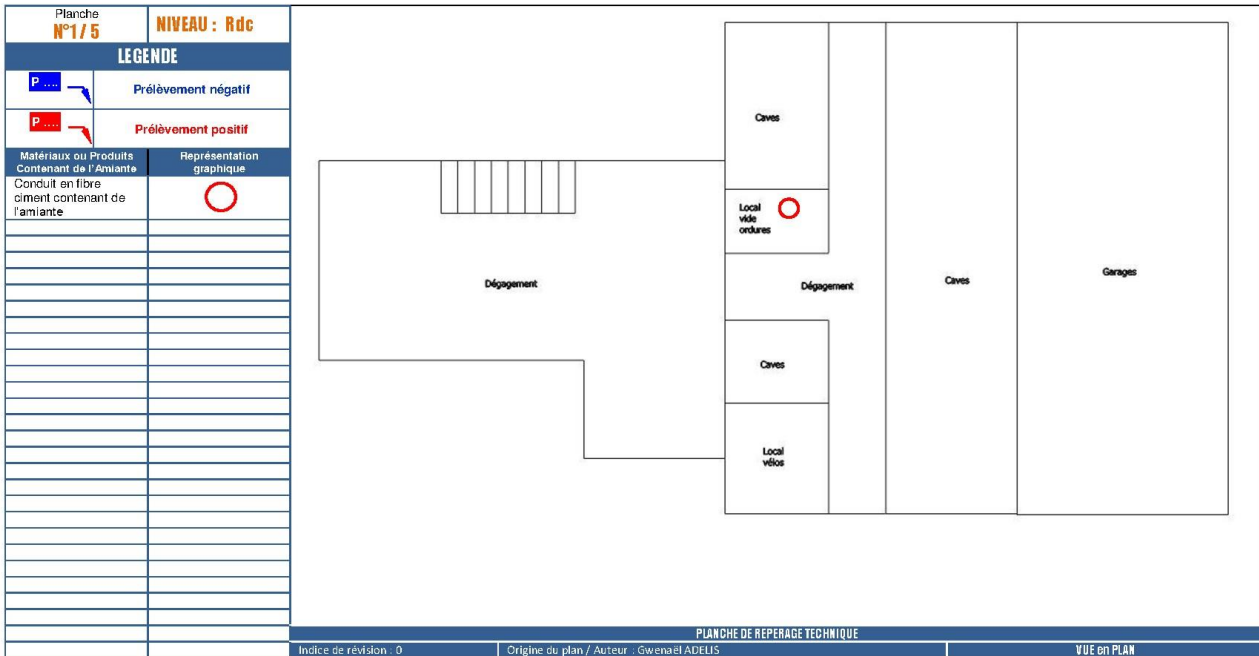 Planche
N°1 / 5
NIVEAU : Rdc
LEGENDE
P ....
Prélèvement négatif
P ....
Prélèvement positif
Matériaux ou Produits
Contenant de l'Amiante
Représentation
graphique
Conduit en fibre
ciment contenant de
l'amiante
Caves
Local
vide
ordures
Dégagement
Dégagement
Caves
Garages
Caves
Local
vélos
PLANCHE DE REPERAGE TECHNIQUE
Indice de révision : 0
Origine du plan / Auteur : Gwenaël ADELIS
VUE en PLAN